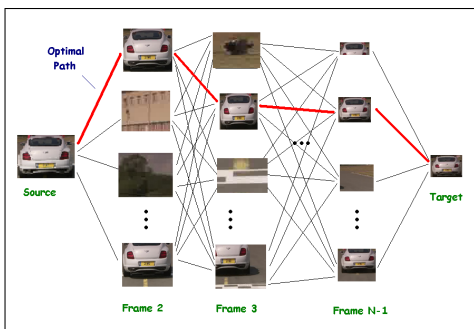 Optimal
Path
Source
Target
Frame 2
Frame 3
Frame N-1